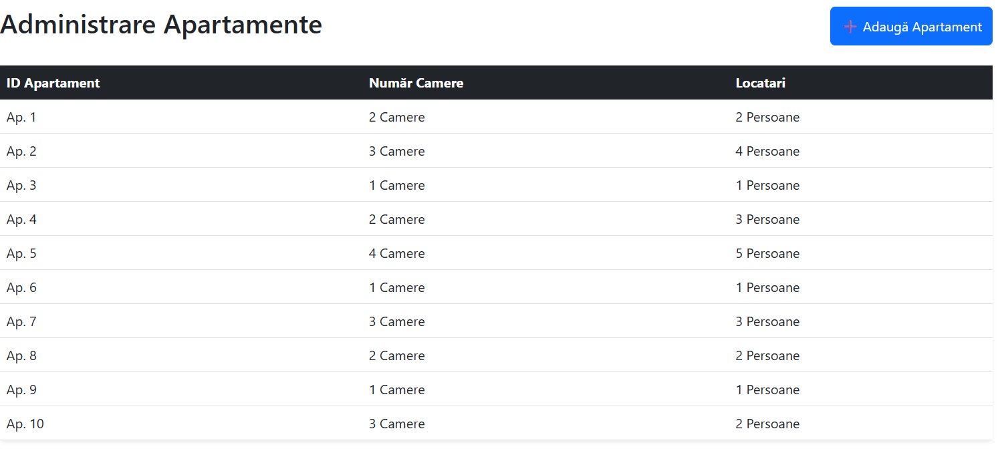 Administrare Apartamente
➕ Adaugă Apartament
ID Apartament Număr Camere Locatari
Ap. 1 2 Camere 2 Persoane
Ap. 2 3 Camere 4 Persoane
Ap. 3 1 Camere 1 Persoane
Ap. 4 2 Camere 3 Persoane
Ap. 5 4 Camere 5 Persoane
Ap. 6 1 Camere 1 Persoane
Ap. 7 3 Camere 3 Persoane
Ap. 8 2 Camere 2 Persoane
Ap. 9 1 Camere 1 Persoane
Ap. 10 3 Camere 2 Persoane